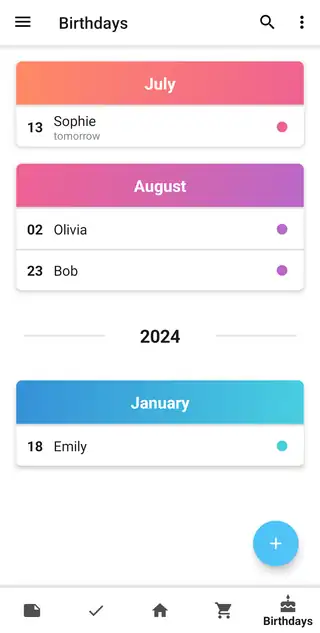 Birthdays
July
13 Sophie
tomorrow
August
02 Olivia
23 Bob
2024
January
18 Emily
+
Birthdays